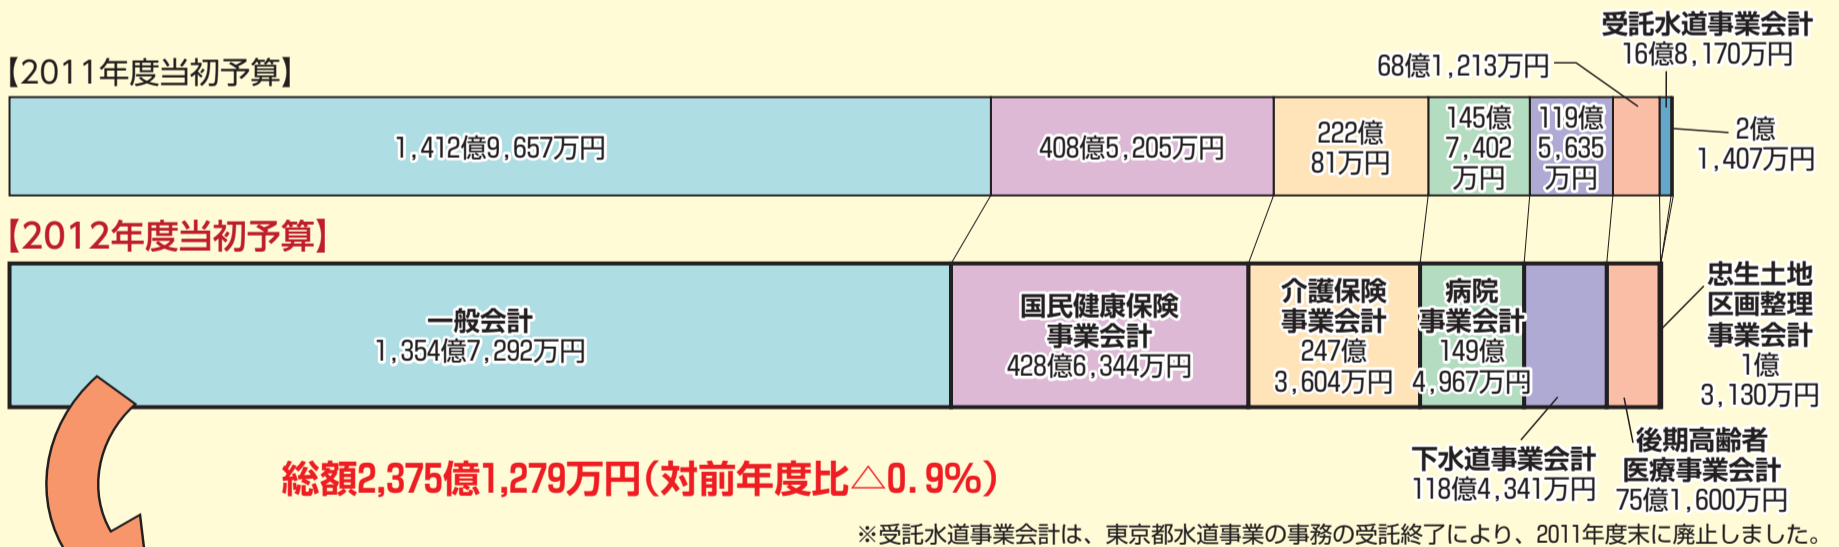 【2011年度当初予算】
受託水道事業会計
16億8,170万円
68億1,213万円
1,412億9,657万円
408億5,205万円
222億
81万円
145億
7,402
万円
119億
5,635
万円
2億
1,407万円
【2012年度当初予算】
一般会計
1,354億7,292万円
国民健康保険
事業会計
428億6,344万円
介護保険
事業会計
247億
3,604万円
病院
事業会計
149億
4,967万円
忠生土地
区画整理
事業会計
1億
3,130万円
下水道事業会計
118億4,341万円
後期高齢者
医療事業会計
75億1,600万円
総額2,375億1,279万円(対前年度比△0.9%)
※受託水道事業会計は、東京都水道事業の事務の受託終了により、2011年度末に廃止しました。